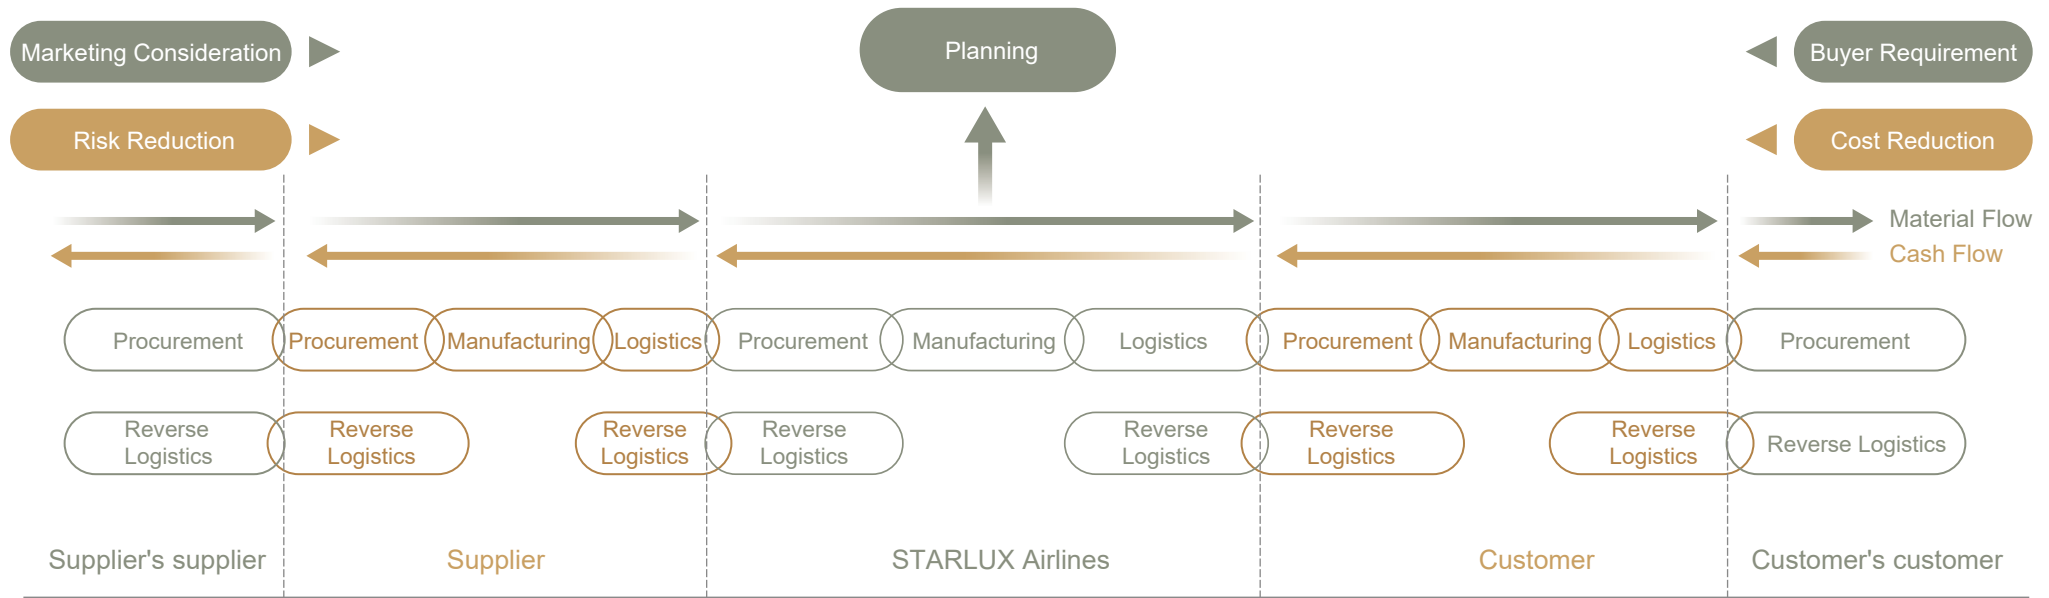 Marketing Consideration
Planning
Buyer Requirement
Risk Reduction
Cost Reduction
Material Flow
Cash Flow
Procurement
Procurement
Manufacturing
Logistics
Procurement
Manufacturing
Logistics
Procurement
Manufacturing
Logistics
Procurement
Reverse
Logistics
Reverse
Logistics
Reverse
Logistics
Reverse
Logistics
Reverse
Logistics
Reverse
Logistics
Reverse
Logistics
Reverse Logistics
Supplier's supplier
Supplier
STARLUX Airlines
Customer
Customer's customer